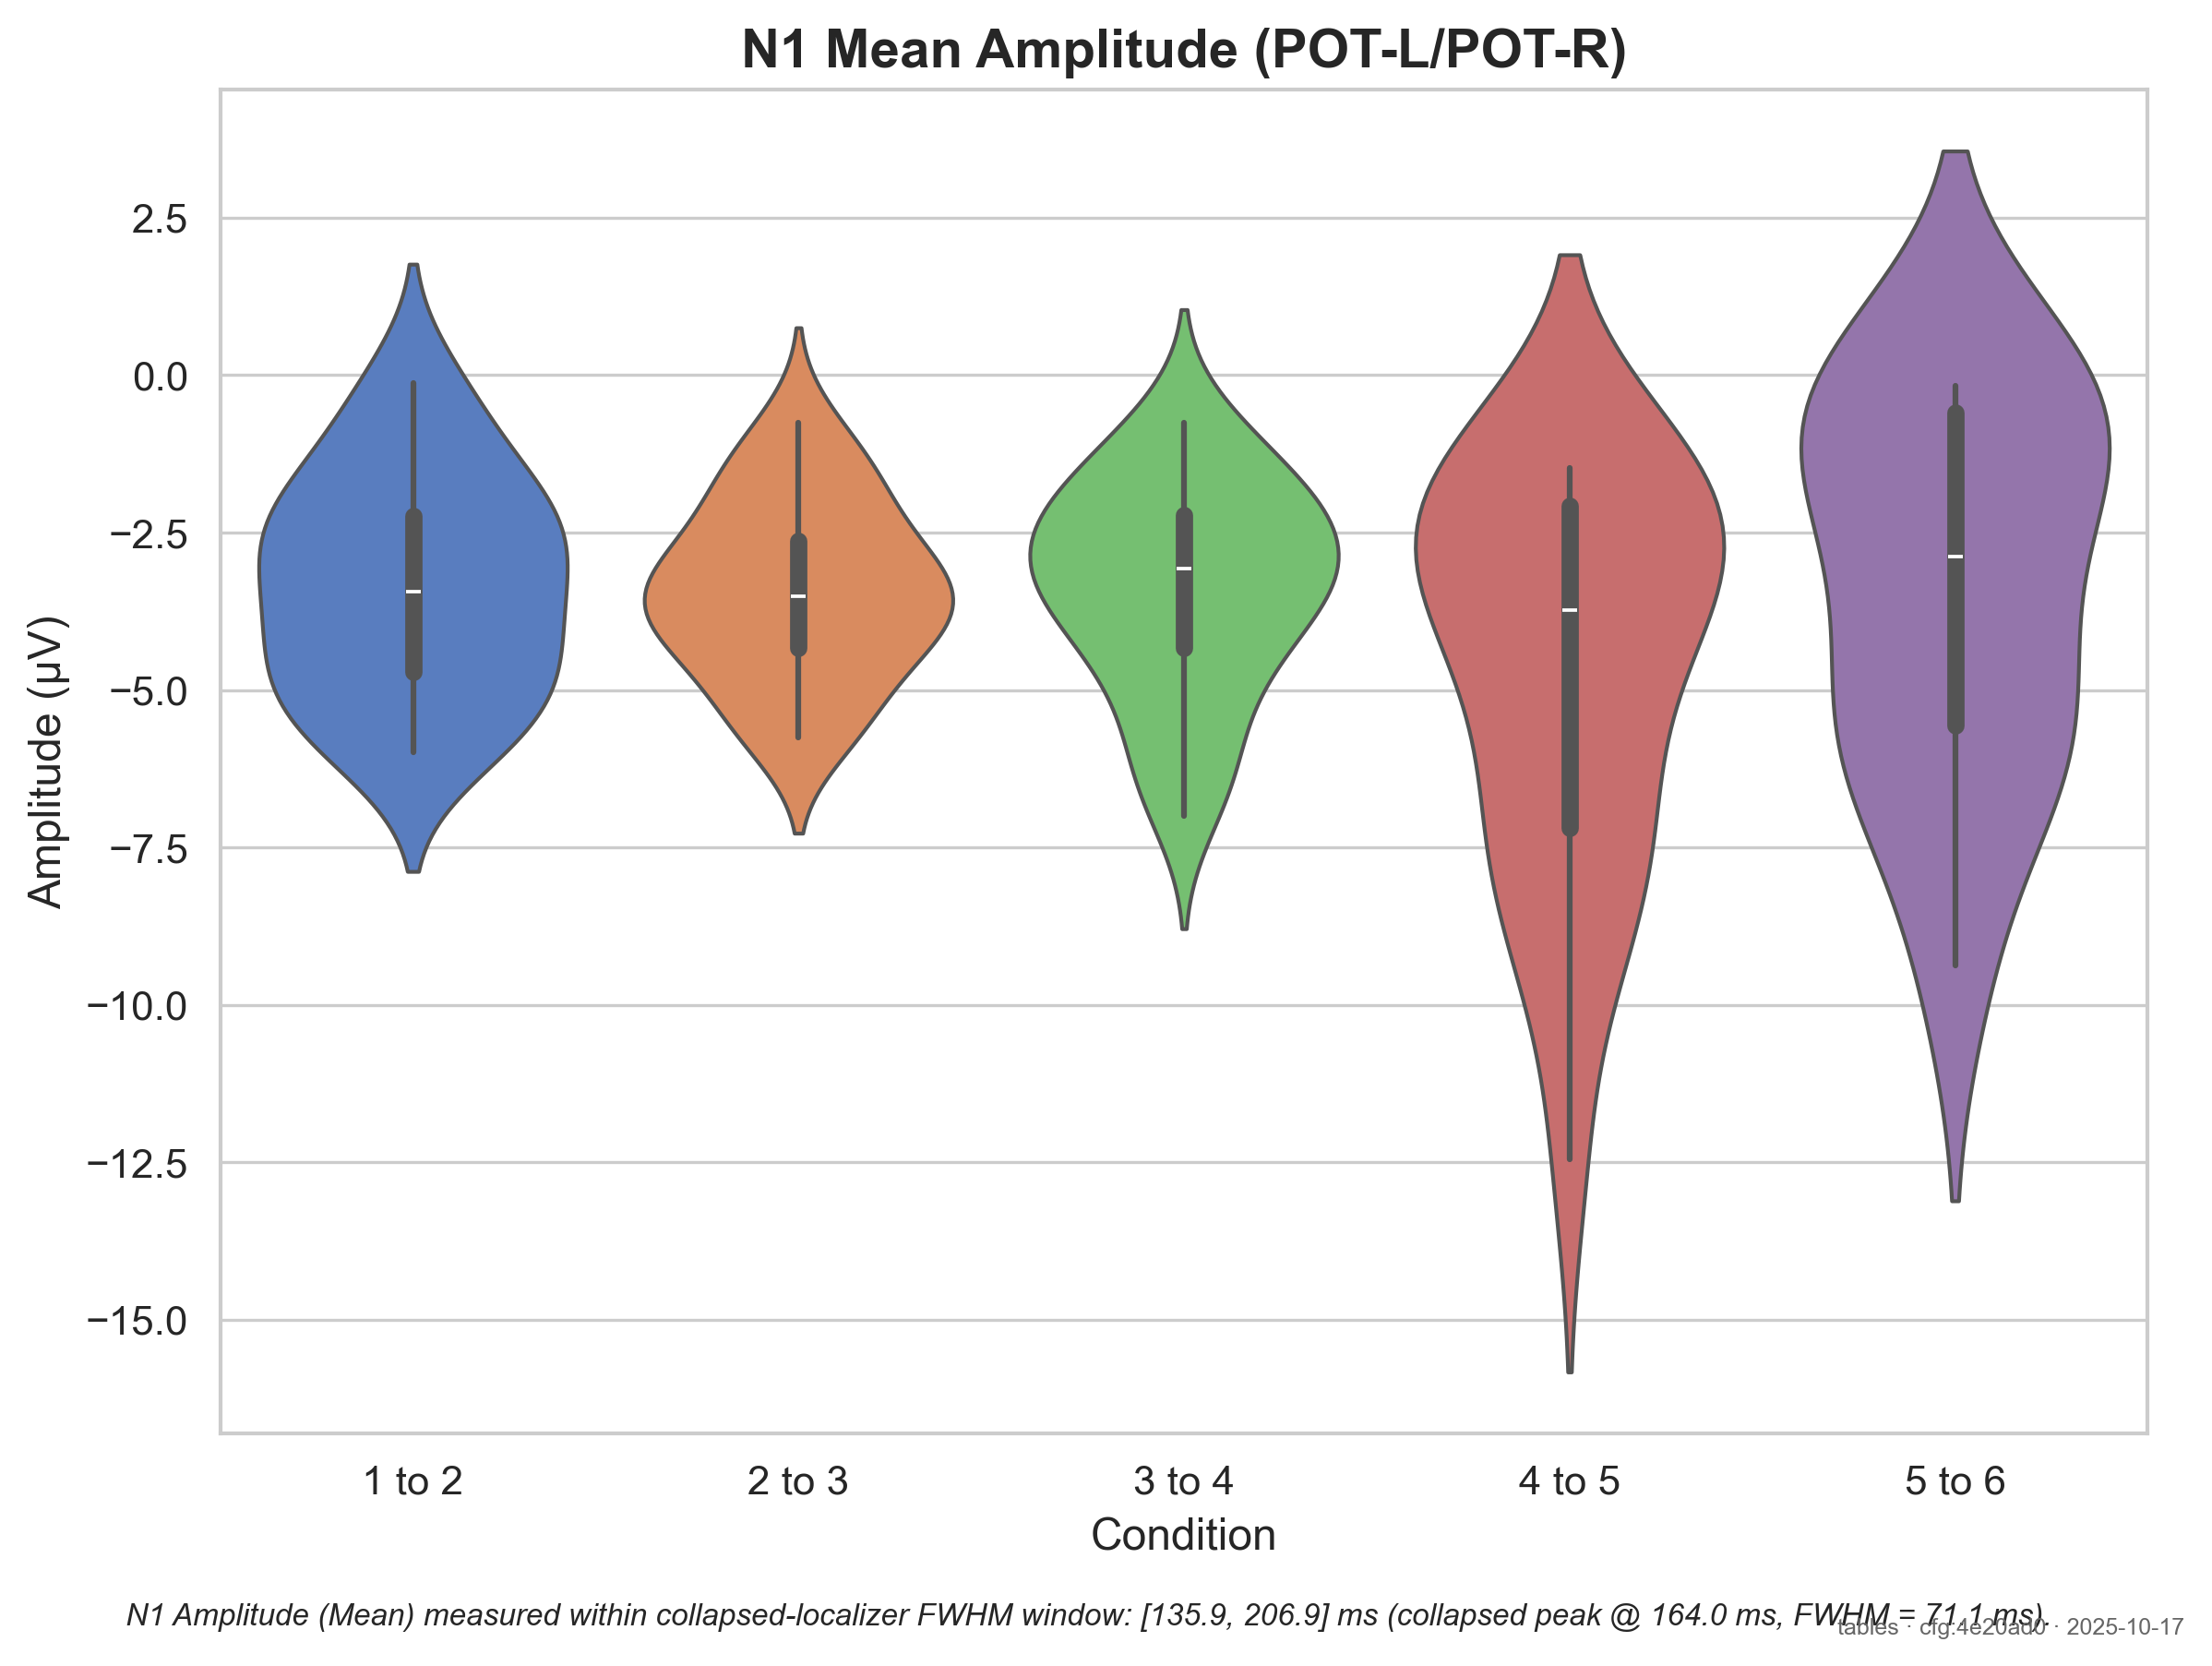 N1 Mean Amplitude (POT-L/POT-R)
Amplitude (µV)
2.5
0.0
−2.5
−5.0
−7.5
−10.0
−12.5
−15.0
1 to 2
2 to 3
3 to 4
4 to 5
5 to 6
Condition
N1 Amplitude (Mean) measured within collapsed-localizer FWHM window: [135.9, 206.9] ms (collapsed peak @ 164.0 ms, FWHM = 71.1 ms).
tables · cfg:4e20ad0 · 2025-10-17